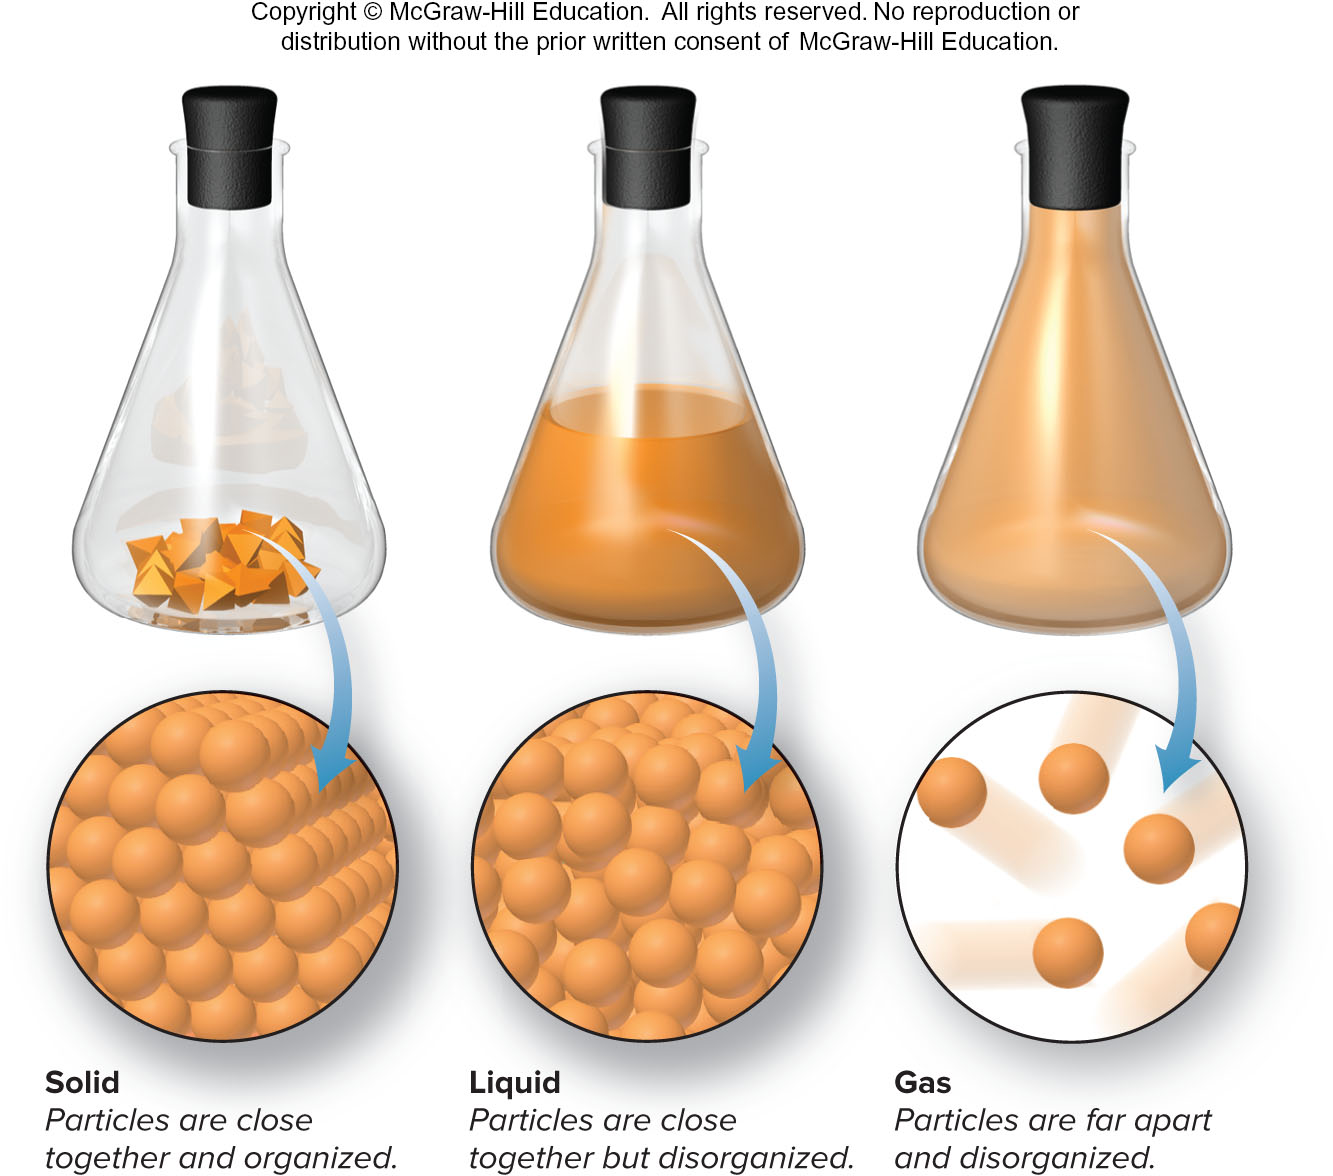 Copyright © McGraw-Hill Education. All rights reserved. No reproduction or
distribution without the prior written consent of McGraw-Hill Education.
Solid
Particles are close
together and organized.
Liquid
Particles are close
together but disorganized.
Gas
Particles are far apart
and disorganized.